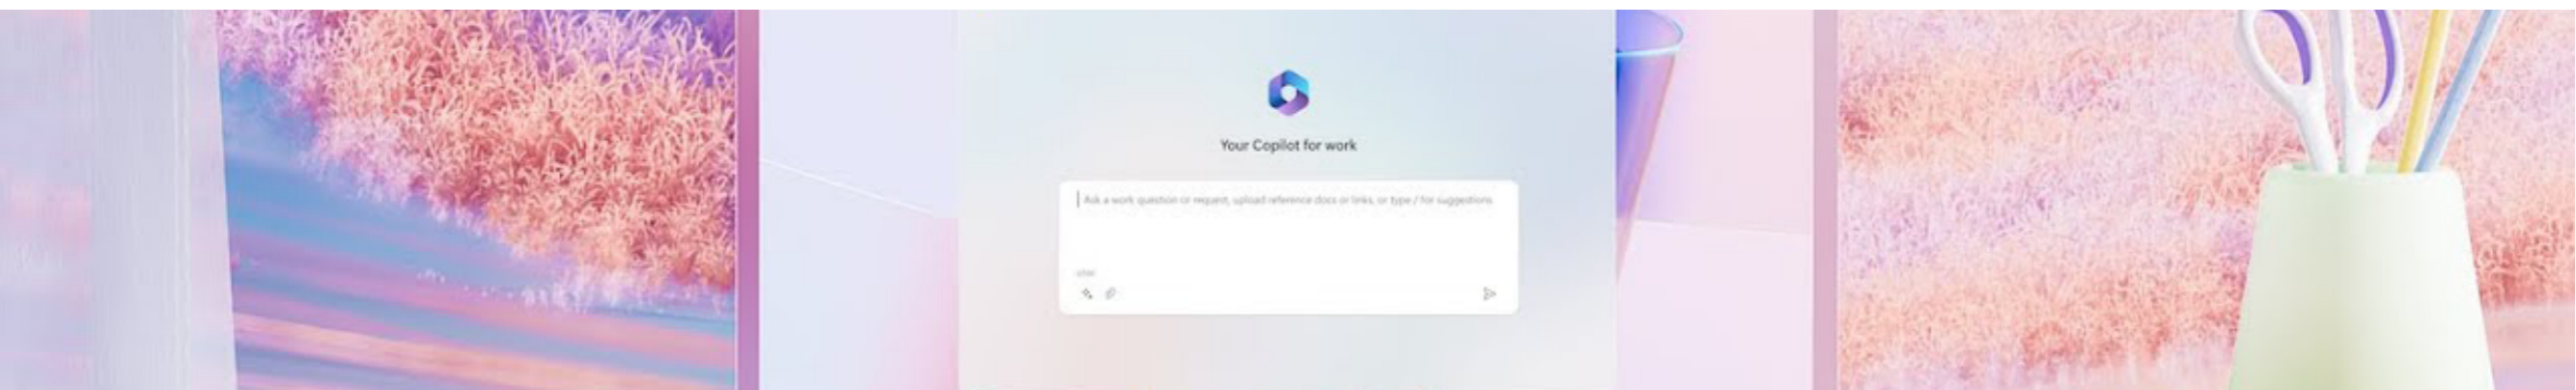 Your Copilot for work
Ask a work question or request, upload reference docs or links, or type / for suggestions